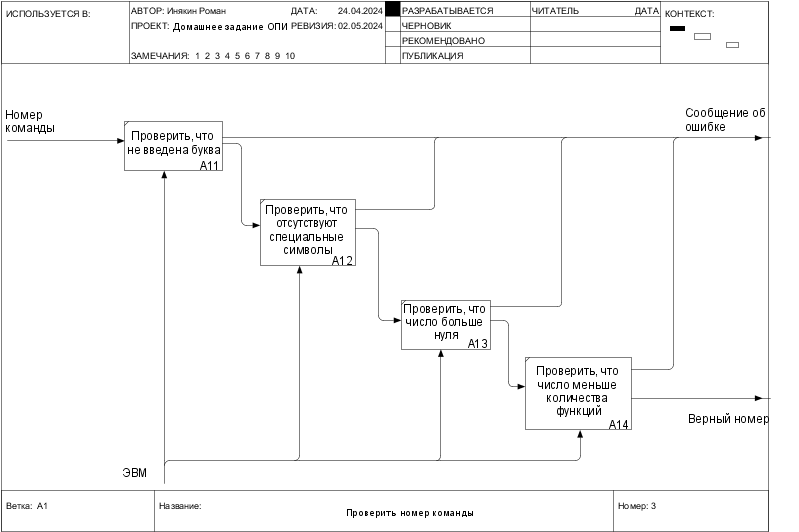 ИСПОЛЬЗУЕТСЯ В:
АВТОР: Инякин Роман
ДАТА: 24.04.2024
РАЗРАБАТЫВАЕТСЯ
ЧИТАТЕЛЬ
ДАТА
КОНТЕКСТ:
ПРОЕКТ: Домашнее задание ОПИ
РЕВИЗИЯ: 02.05.2024
ЧЕРНОВИК
РЕКОМЕНДОВАНО
ЗАМЕЧАНИЯ: 1 2 3 4 5 6 7 8 9 10
ПУБЛИКАЦИЯ
Номер
команды
Сообщение об
ошибке
Проверить, что
не введена буква
A11
Проверить, что
отсутствуют
специальные
символы
A12
Проверить, что
число больше
нуля
A13
Проверить, что
число меньше
количества
функций
A14
Верный номер
ЭВМ
Ветка: A1
Название:
Проверить номер команды
Номер: 3